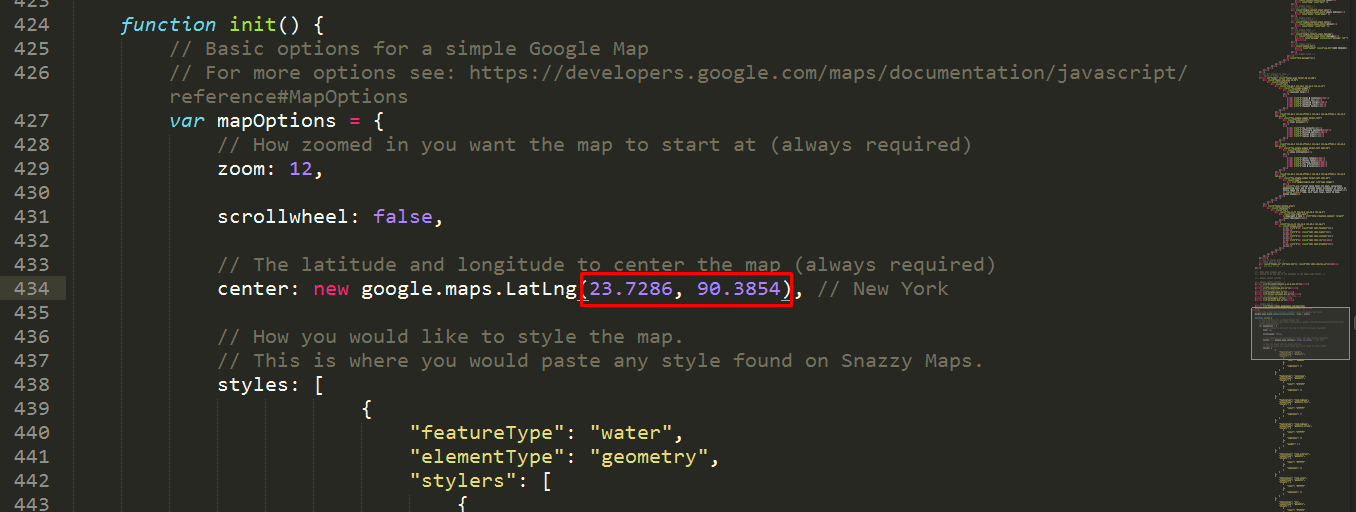 423
424 function init() {
425 // Basic options for a simple Google Map
426 // For more options see: https://developers.google.com/maps/documentation/javascript/
reference#MapOptions
427 var mapOptions = {
428 // How zoomed in you want the map to start at (always required)
429 zoom: 12,
430
431 scrollwheel: false,
432
433 // The latitude and longitude to center the map (always required)
434 center: new google.maps.LatLng(23.7286, 90.3854), // New York
435
436 // How you would like to style the map.
437 // This is where you would paste any style found on Snazzy Maps.
438 styles: [
439 {
440 "featureType": "water",
441 "elementType": "geometry",
442 "stylers": [
443 {